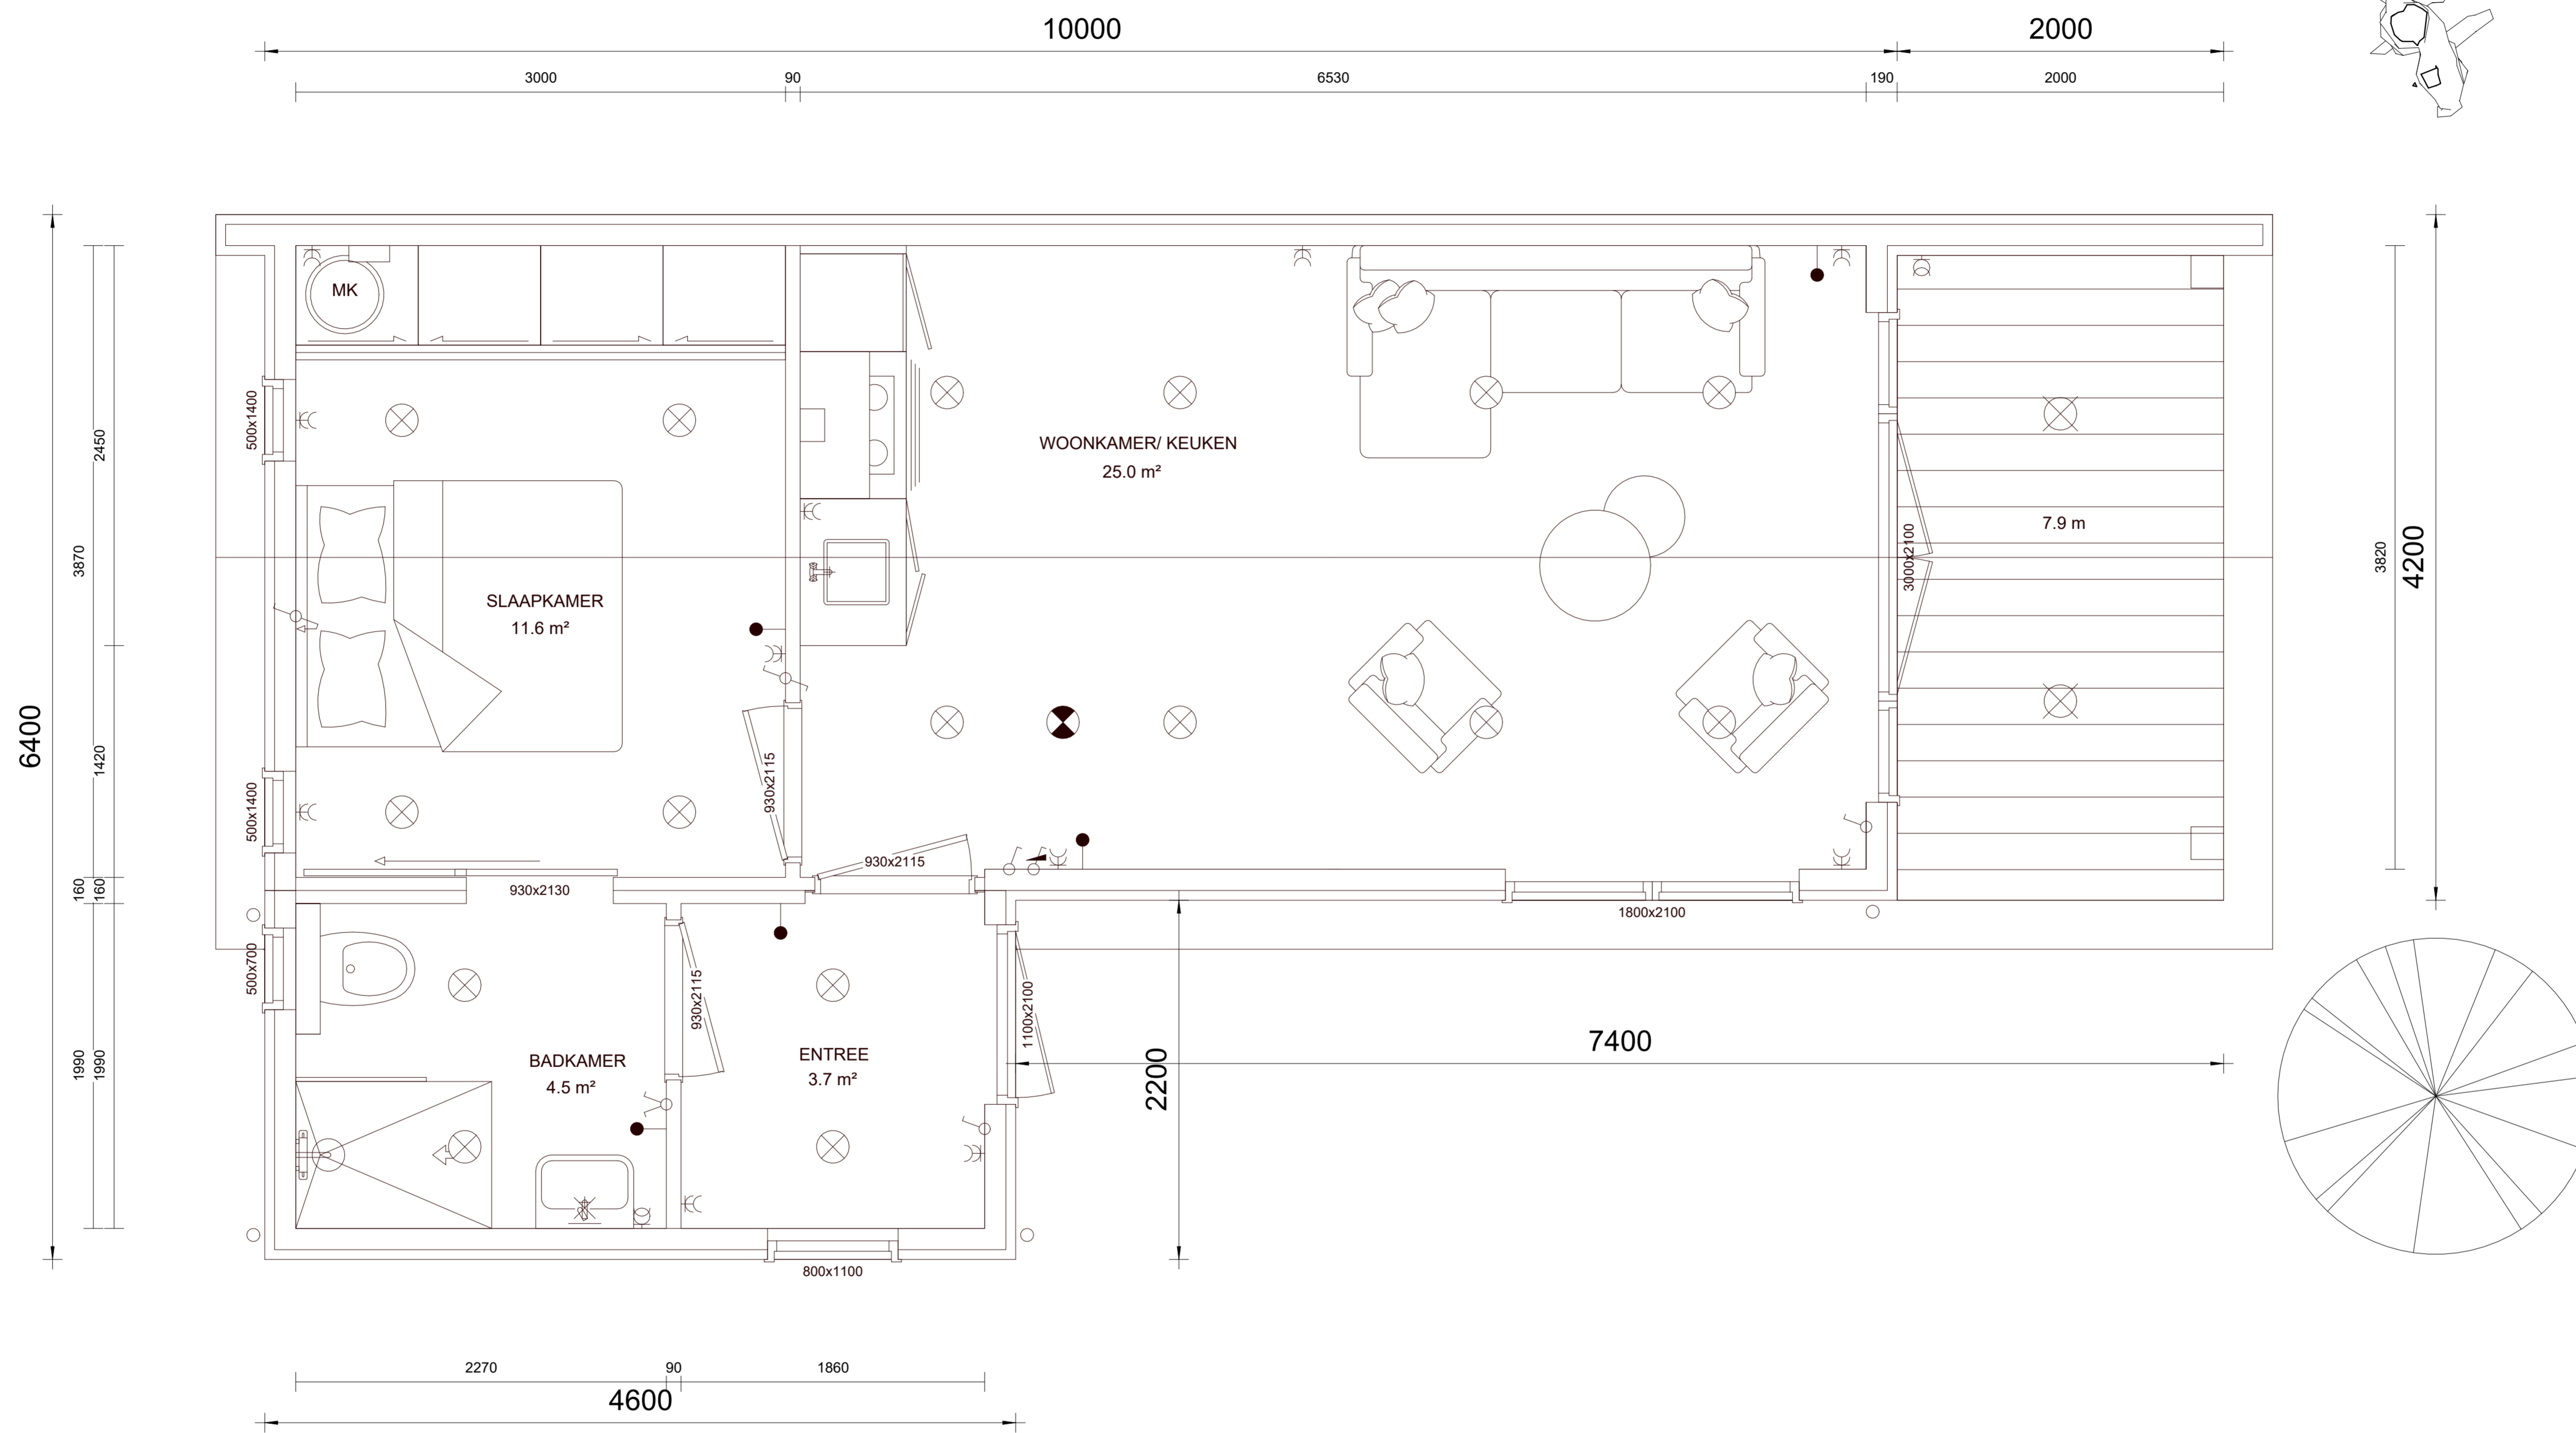 10000
2000
3000
90
6530
190
2000
MK
500x1400
2450
WOONKAMER/ KEUKEN
25.0 m²
7.9 m
3870
3000x2100
3820
4200
SLAAPKAMER
11.6 m²
6400
1420
500x1400
930x2115
930x2115
160
160
930x2130
1800x2100
500x700
930x2115
1100x2100
7400
1990
1990
BADKAMER
4.5 m²
ENTREE
3.7 m²
2200
800x1100
2270
90
1860
4600